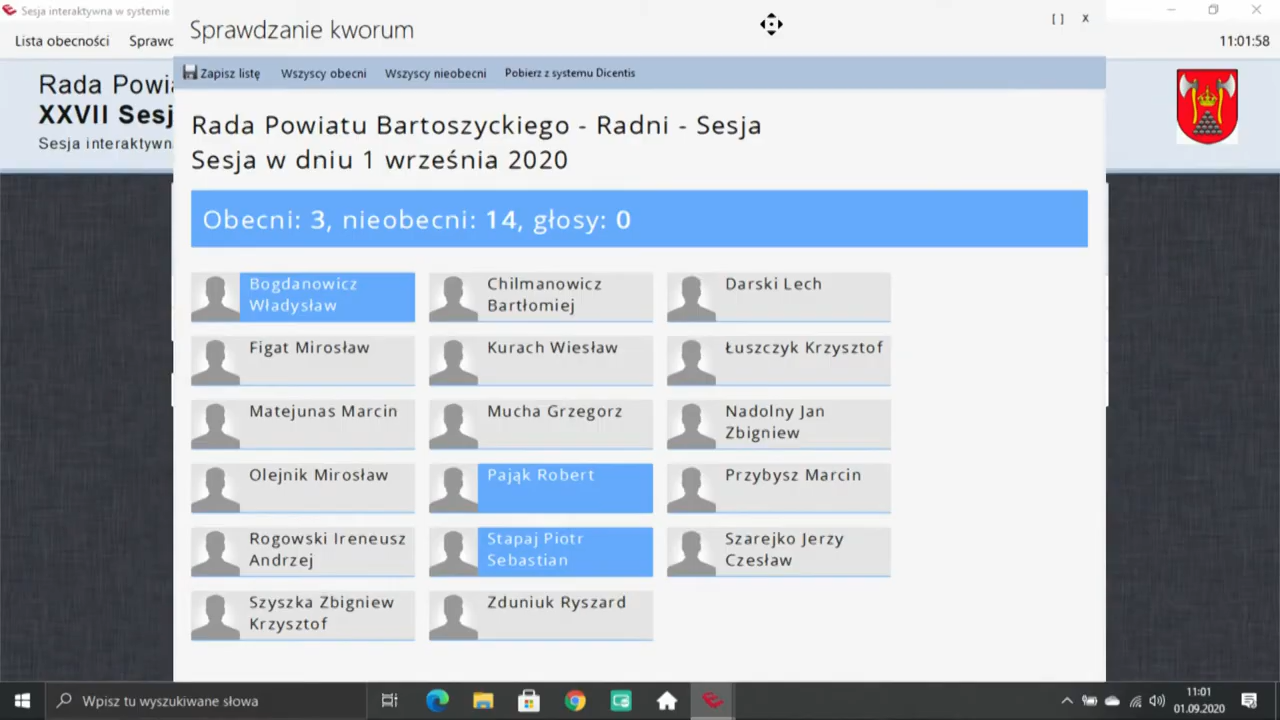 Sesja interaktywna w systemie
Sprawdzanie kworum
[ ] x
Lista obecności
11:01:58
Zapisz listę Wszyscy obecni Wszyscy nieobecni Pobierz z systemu Dicentis
XXVII
Rada Powiatu Bartoszyckiego - Radni - Sesja
Sesja interaktywn
Sesja w dniu 1 września 2020
Obecni: 3, nieobecni: 14, głosy: 0
Bogdanowicz
Władysław
Chilmanowicz
Bartłomiej
Darski Lech
Figat Mirosław
Kurach Wiesław
Łuszczyk Krzysztof
Matejunas Marcin
Mucha Grzegorz
Nadolny Jan
Zbigniew
Olejnik Mirosław
Pająk Robert
Przybysz Marcin
Rogowski Ireneusz
Andrzej
Stapaj Piotr
Sebastian
Szarejko Jerzy
Czesław
Szyszka Zbigniew
Krzysztof
Zduniuk Ryszard
Wpisz tu wyszukiwane słowa
11:01
01.09.2020